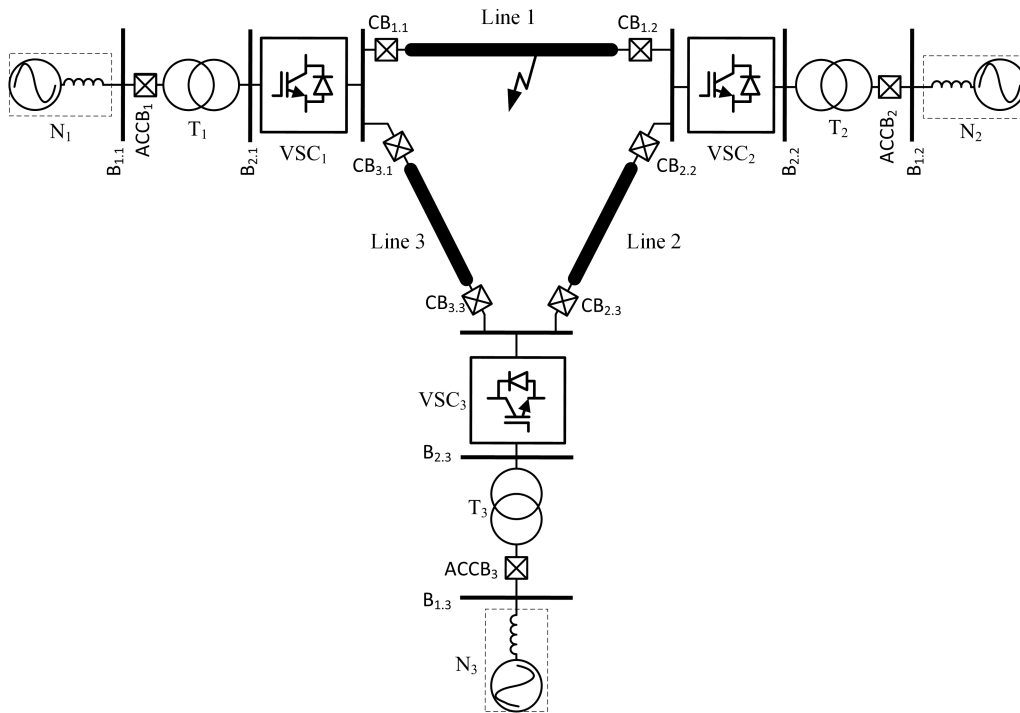 CB1.1
Line 1
CB1.2
N1
B1.1
ACCB1
T1
B2.1
VSC1
CB3.1
CB2.2
VSC2
B2.2
T2
ACCB2
B1.2
N2
Line 3
Line 2
CB3.3
CB2.3
VSC3
B2.3
T3
ACCB3
B1.3
N3